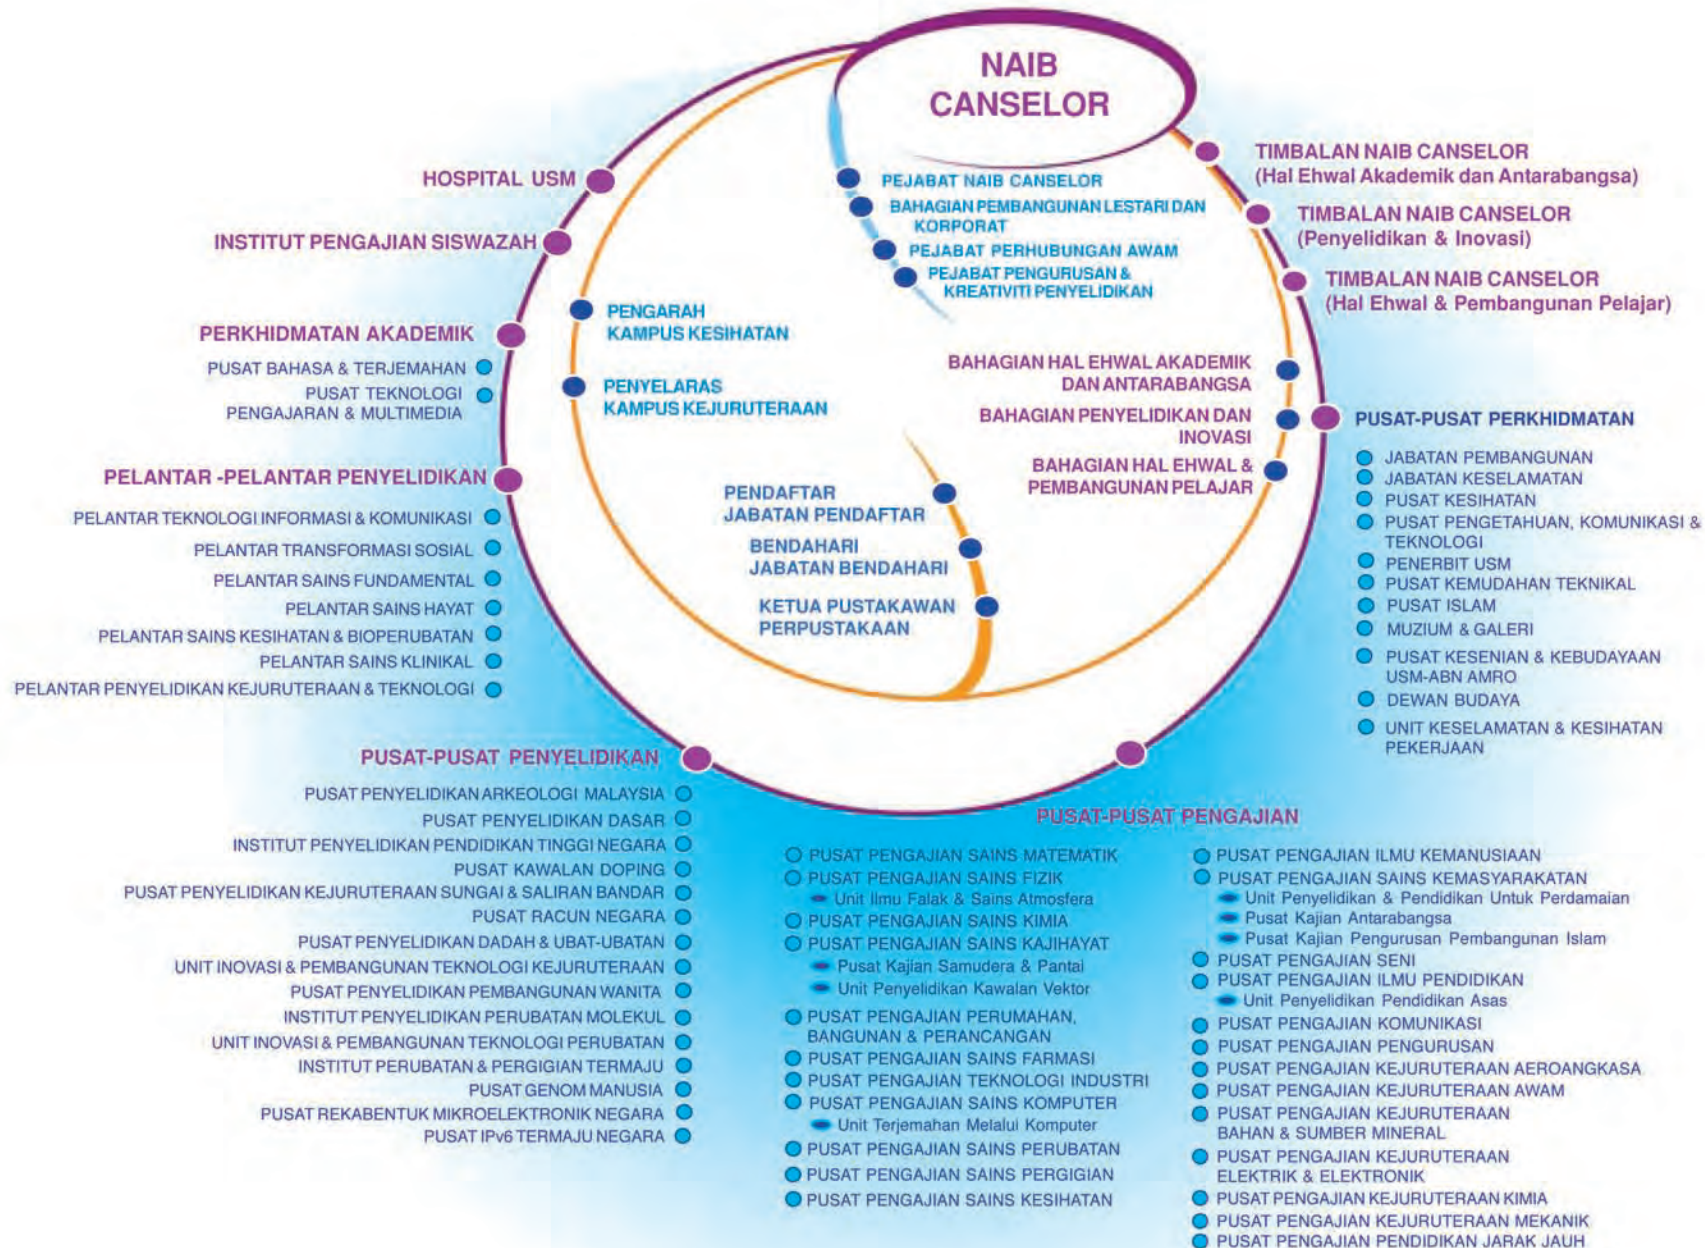 NAIB
CANSELOR
HOSPITAL USM
INSTITUT PENGAJIAN SISWAZAH
PERKHIDMATAN AKADEMIK
PUSAT BAHASA & TERJEMAHAN
PUSAT TEKNOLOGI
PENGAJARAN & MULTIMEDIA
PELANTAR -PELANTAR PENYELIDIKAN
PELANTAR TEKNOLOGI INFORMASI & KOMUNIKASI
PELANTAR TRANSFORMASI SOSIAL
PELANTAR SAINS FUNDAMENTAL
PELANTAR SAINS HAYAT
PELANTAR SAINS KESIHATAN & BIOPERUBATAN
PELANTAR SAINS KLINIKAL
PELANTAR PENYELIDIKAN KEJURUTERAAN & TEKNOLOGI
PEJABAT NAIB CANSELOR
BAHAGIAN PEMBANGUNAN LESTARI DAN
KORPORAT
PEJABAT PERHUBUNGAN AWAM
PEJABAT PENGURUSAN &
KREATIVITI PENYELIDIKAN
PENGARAH
KAMPUS KESIHATAN
PENYELARAS
KAMPUS KEJURUTERAAN
BAHAGIAN HAL EHWAL AKADEMIK
DAN ANTARABANGSA
BAHAGIAN PENYELIDIKAN DAN
INOVASI
BAHAGIAN HAL EHWAL &
PEMBANGUNAN PELAJAR
PENDAFTAR
JABATAN PENDAFTAR
BENDAHARI
JABATAN BENDAHARI
KETUA PUSTAKAWAN
PERPUSTAKAAN
TIMBALAN NAIB CANSELOR
(Hal Ehwal Akademik dan Antarabangsa)
TIMBALAN NAIB CANSELOR
(Penyelidikan & Inovasi)
TIMBALAN NAIB CANSELOR
(Hal Ehwal & Pembangunan Pelajar)
PUSAT-PUSAT PERKHIDMATAN
JABATAN PEMBANGUNAN
JABATAN KESELAMATAN
PUSAT KESIHATAN
PUSAT PENGETAHUAN, KOMUNIKASI &
TEKNOLOGI
PENERBIT USM
PUSAT KEMUDAHAN TEKNIKAL
PUSAT ISLAM
MUZIUM & GALERI
PUSAT KESENIAN & KEBUDAYAAN
USM-ABN AMRO
DEWAN BUDAYA
UNIT KESELAMATAN & KESIHATAN
PEKERJAAN
PUSAT-PUSAT PENYELIDIKAN
PUSAT PENYELIDIKAN ARKEOLOGI MALAYSIA
PUSAT PENYELIDIKAN DASAR
INSTITUT PENYELIDIKAN PENDIDIKAN TINGGI NEGARA
PUSAT KAWALAN DOPING
PUSAT PENYELIDIKAN KEJURUTERAAN SUNGAI & SALIRAN BANDAR
PUSAT RACUN NEGARA
PUSAT PENYELIDIKAN DADAH & UBAT-UBATAN
UNIT INOVASI & PEMBANGUNAN TEKNOLOGI KEJURUTERAAN
PUSAT PENYELIDIKAN PEMBANGUNAN WANITA
INSTITUT PENYELIDIKAN PERUBATAN MOLEKUL
UNIT INOVASI & PEMBANGUNAN TEKNOLOGI PERUBATAN
INSTITUT PERUBATAN & PERGIGIAN TERMAJU
PUSAT GENOM MANUSIA
PUSAT REKABENTUK MIKROELEKTRONIK NEGARA
PUSAT IPv6 TERMAJU NEGARA
PUSAT-PUSAT PENGAJIAN
PUSAT PENGAJIAN SAINS MATEMATIK
PUSAT PENGAJIAN SAINS FIZIK
Unit Ilmu Falak & Sains Atmosfera
PUSAT PENGAJIAN SAINS KIMIA
PUSAT PENGAJIAN SAINS KAJIHAYAT
Pusat Kajian Samudera & Pantai
Unit Penyelidikan Kawalan Vektor
PUSAT PENGAJIAN PERUMAHAN,
BANGUNAN & PERANCANGAN
PUSAT PENGAJIAN SAINS FARMASI
PUSAT PENGAJIAN TEKNOLOGI INDUSTRI
PUSAT PENGAJIAN SAINS KOMPUTER
Unit Terjemahan Melalui Komputer
PUSAT PENGAJIAN SAINS PERUBATAN
PUSAT PENGAJIAN SAINS PERGIGIAN
PUSAT PENGAJIAN SAINS KESIHATAN
PUSAT PENGAJIAN ILMU KEMANUSIAAN
PUSAT PENGAJIAN SAINS KEMASYARAKATAN
Unit Penyelidikan & Pendidikan Untuk Perdamaian
Pusat Kajian Antarabangsa
Pusat Kajian Pengurusan Pembangunan Islam
PUSAT PENGAJIAN SENI
PUSAT PENGAJIAN ILMU PENDIDIKAN
Unit Penyelidikan Pendidikan Asas
PUSAT PENGAJIAN KOMUNIKASI
PUSAT PENGAJIAN PENGURUSAN
PUSAT PENGAJIAN KEJURUTERAAN AEROANGKASA
PUSAT PENGAJIAN KEJURUTERAAN AWAM
PUSAT PENGAJIAN KEJURUTERAAN
BAHAN & SUMBER MINERAL
PUSAT PENGAJIAN KEJURUTERAAN
ELEKTRIK & ELEKTRONIK
PUSAT PENGAJIAN KEJURUTERAAN KIMIA
PUSAT PENGAJIAN KEJURUTERAAN MEKANIK
PUSAT PENGAJIAN PENDIDIKAN JARAK JAUH